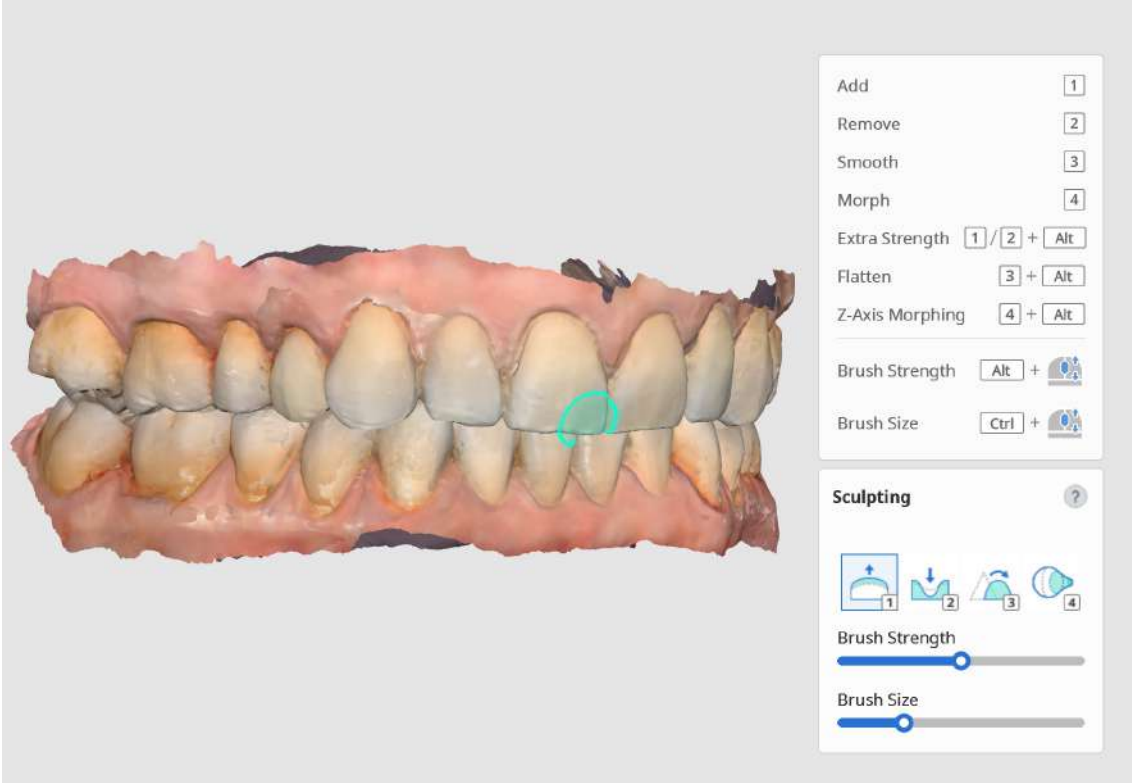 Add 1
Remove 2
Smooth 3
Morph 4
Extra Strength 1 / 2 + Alt
Flatten 3 + Alt
Z-Axis Morphing 4 + Alt
Brush Strength Alt +
Brush Size Ctrl +
Sculpting ?
1 2 3 4
Brush Strength
Brush Size